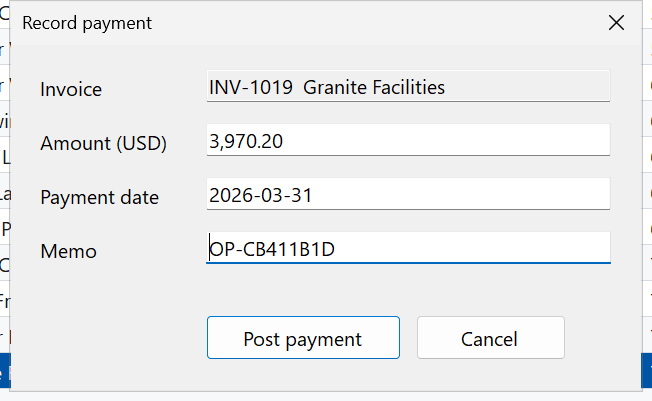 Record payment
Invoice INV-1019 Granite Facilities
Amount (USD) 3,970.20
Payment date 2026-03-31
Memo OP-CB411B1D
Post payment Cancel